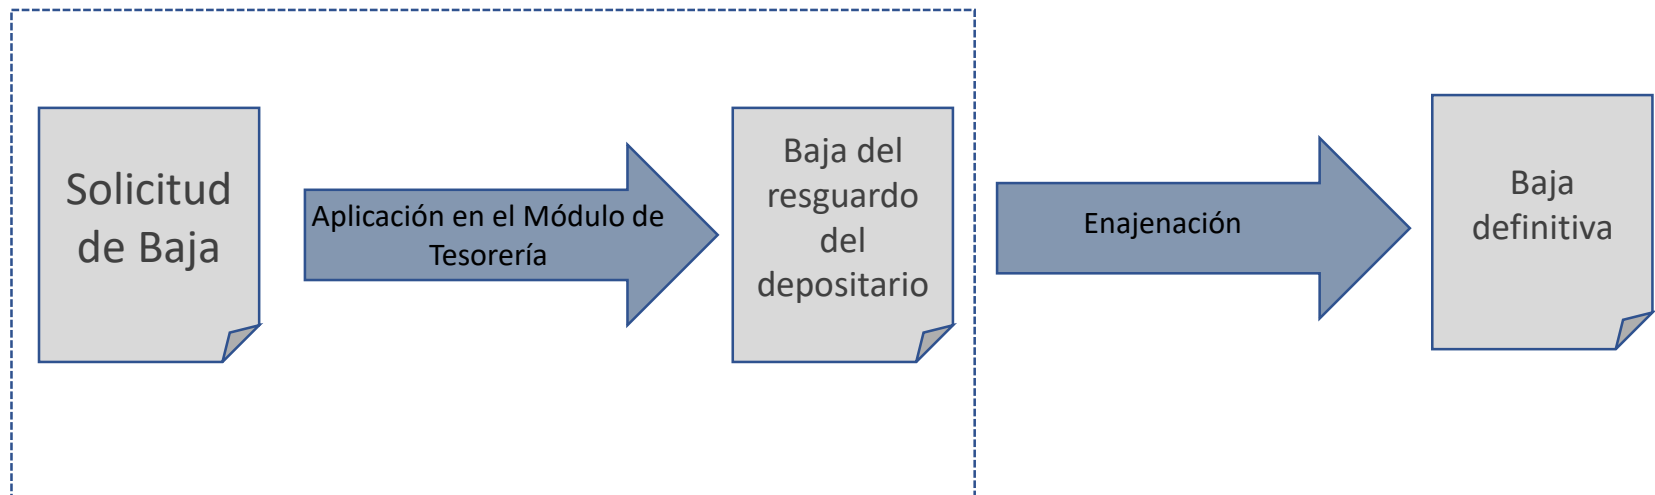 Solicitud
de Baja
Aplicación en el Módulo de
Tesorería
Baja del
resguardo
del
depositario
Enajenación
Baja
definitiva